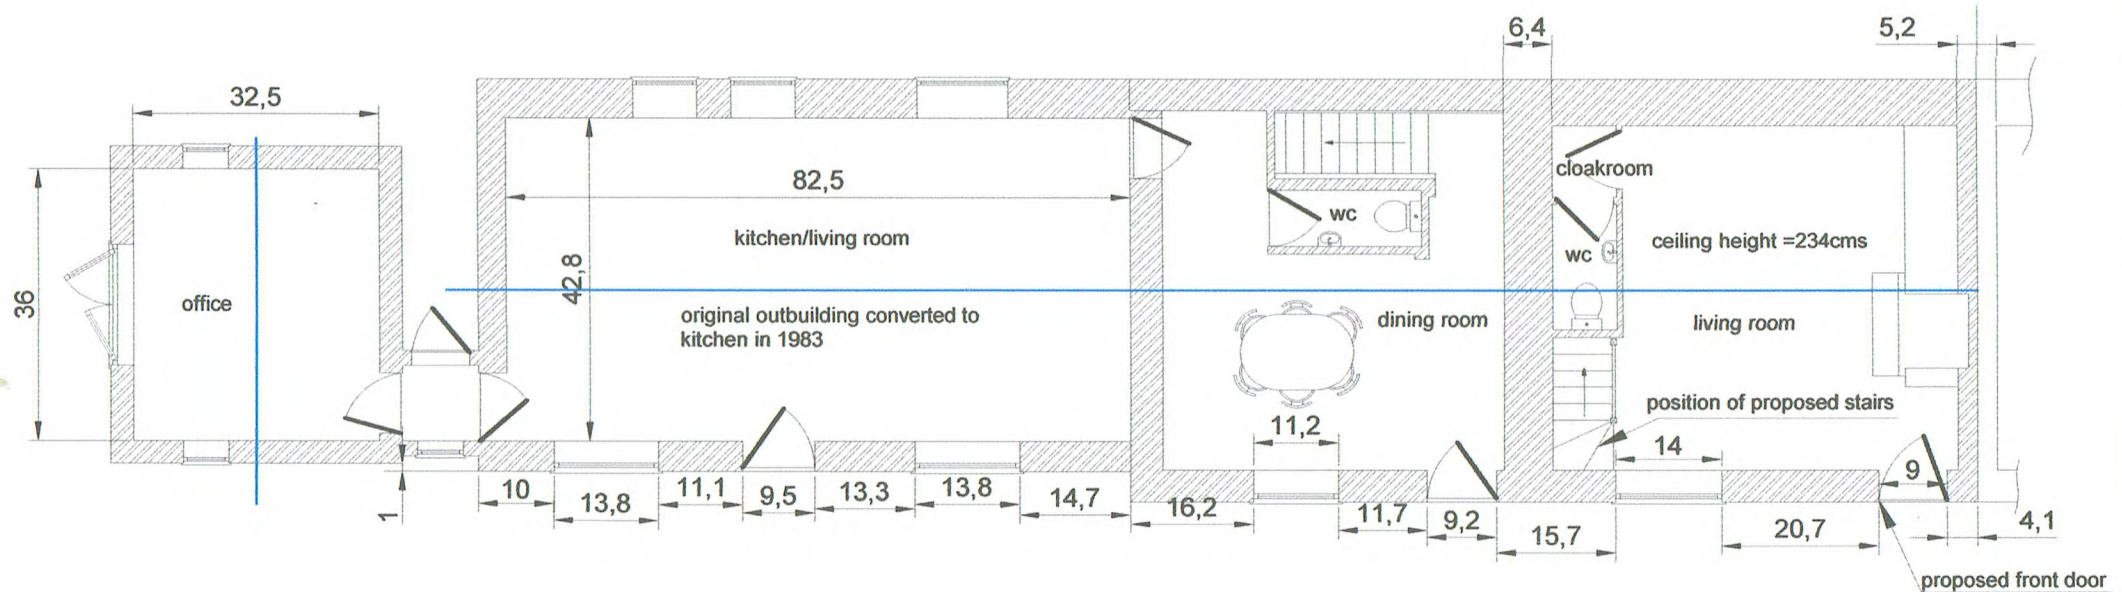 6,4
5,2
32,5
82,5
cloakroom
wc
kitchen/living room
ceiling height =234cms
wc
36
office
42,8
original outbuilding converted to
kitchen in 1983
dining room
living room
position of proposed stairs
11,2
14
9
1
10
13,8
11,1
9,5
13,3
13,8
14,7
16,2
11,7
9,2
15,7
20,7
4,1
proposed front door